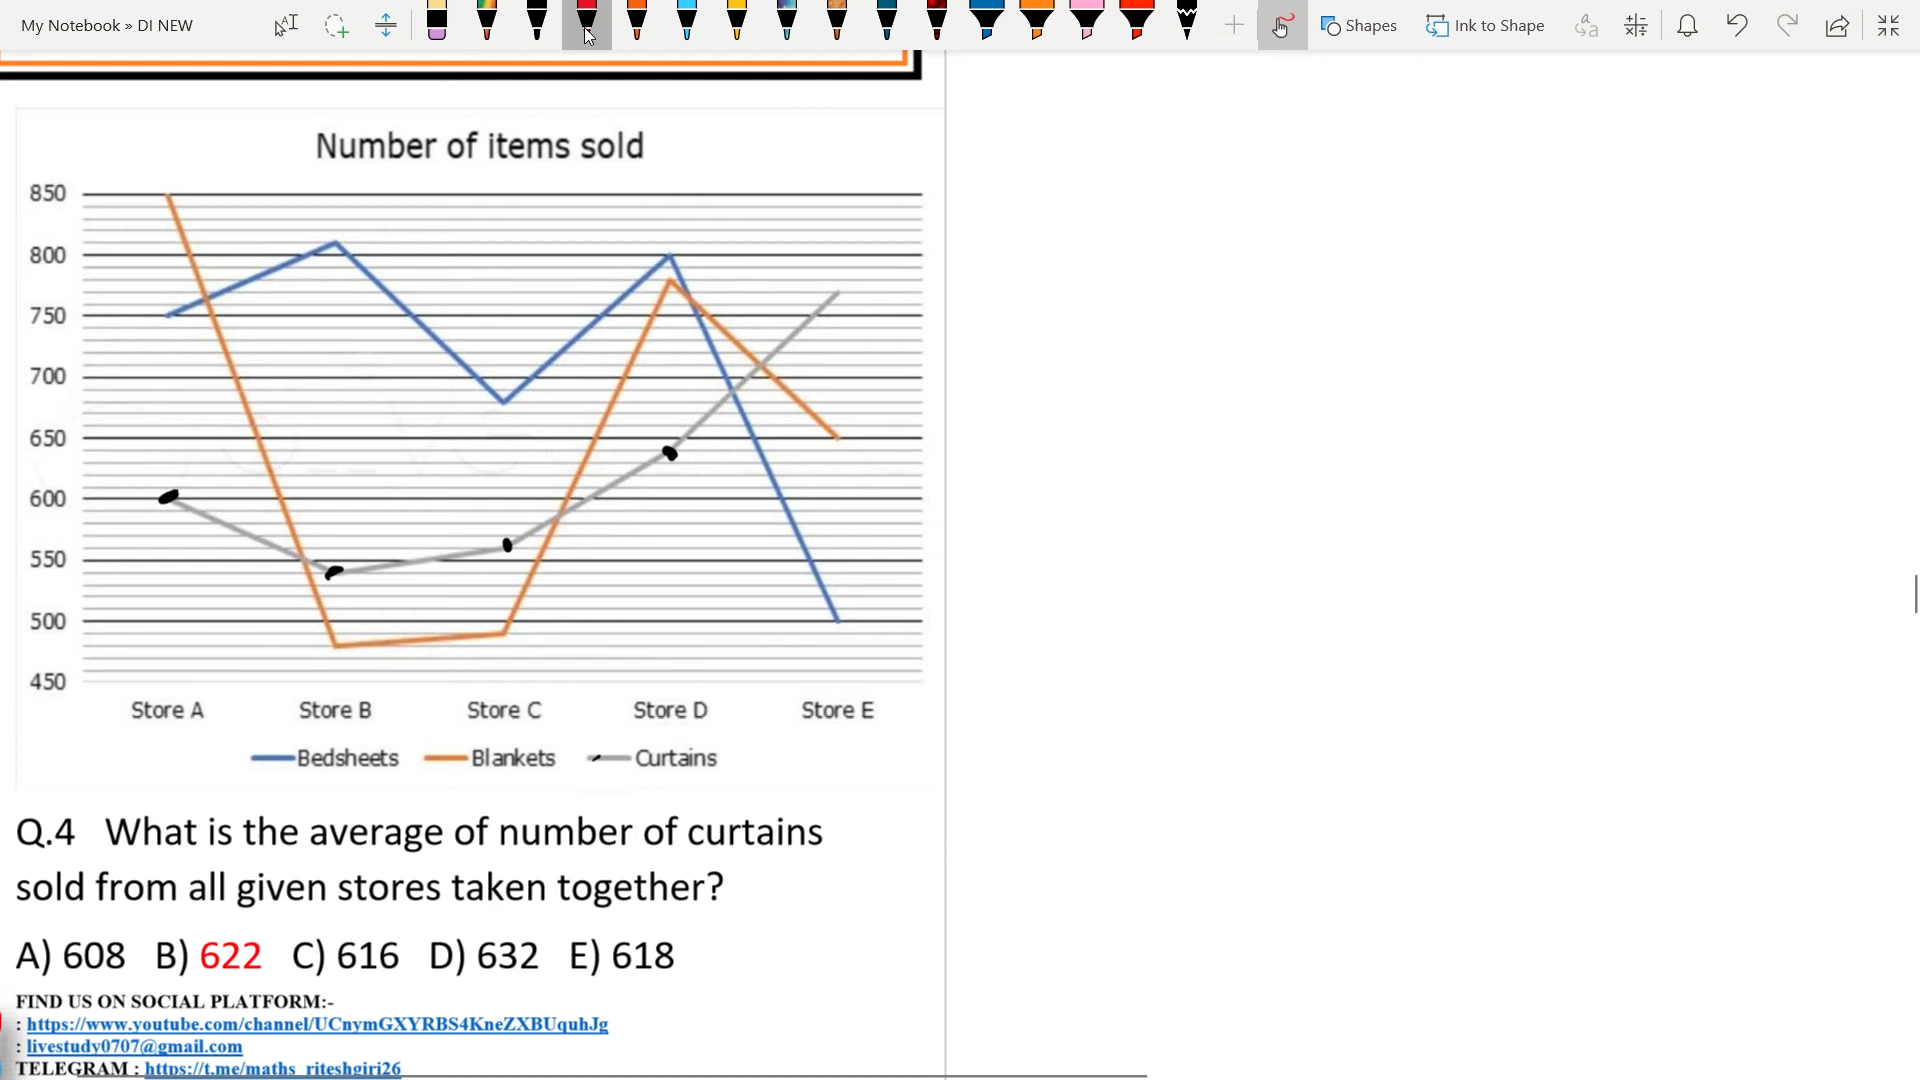 My Notebook » DI NEW
Shapes
Ink to Shape
Number of items sold
850
800
750
700
650
600
550
500
450
Store A Store B Store C Store D Store E
Bedsheets Blankets Curtains
Q.4 What is the average of number of curtains
sold from all given stores taken together?
A) 608 B) 622 C) 616 D) 632 E) 618
FIND US ON SOCIAL PLATFORM:-
: https://www.youtube.com/channel/UCnymGXYRBS4KneZXBUquhJg
: livestudy0707@gmail.com
TELEGRAM : https://t.me/maths_riteshgiri26